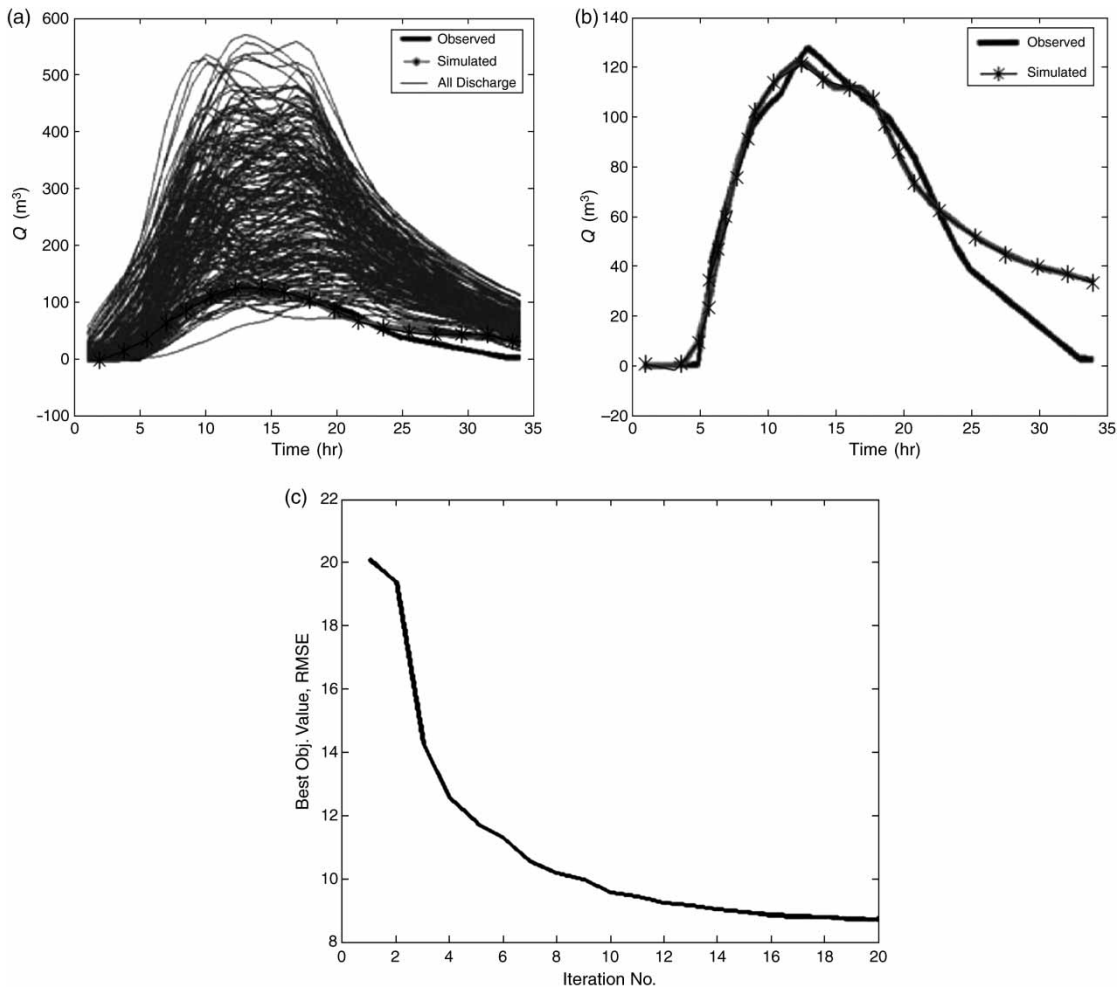 (a)
600
500
400
300
200
100
0
-100
Q (m³)
0 5 10 15 20 25 30 35
Time (hr)
Observed
Simulated
All Discharge
(b)
140
120
100
80
60
40
20
0
−20
Q (m³)
0 5 10 15 20 25 30 35
Time (hr)
Observed
Simulated
(c)
22
20
18
16
14
12
10
8
Best Obj. Value, RMSE
0 2 4 6 8 10 12 14 16 18 20
Iteration No.